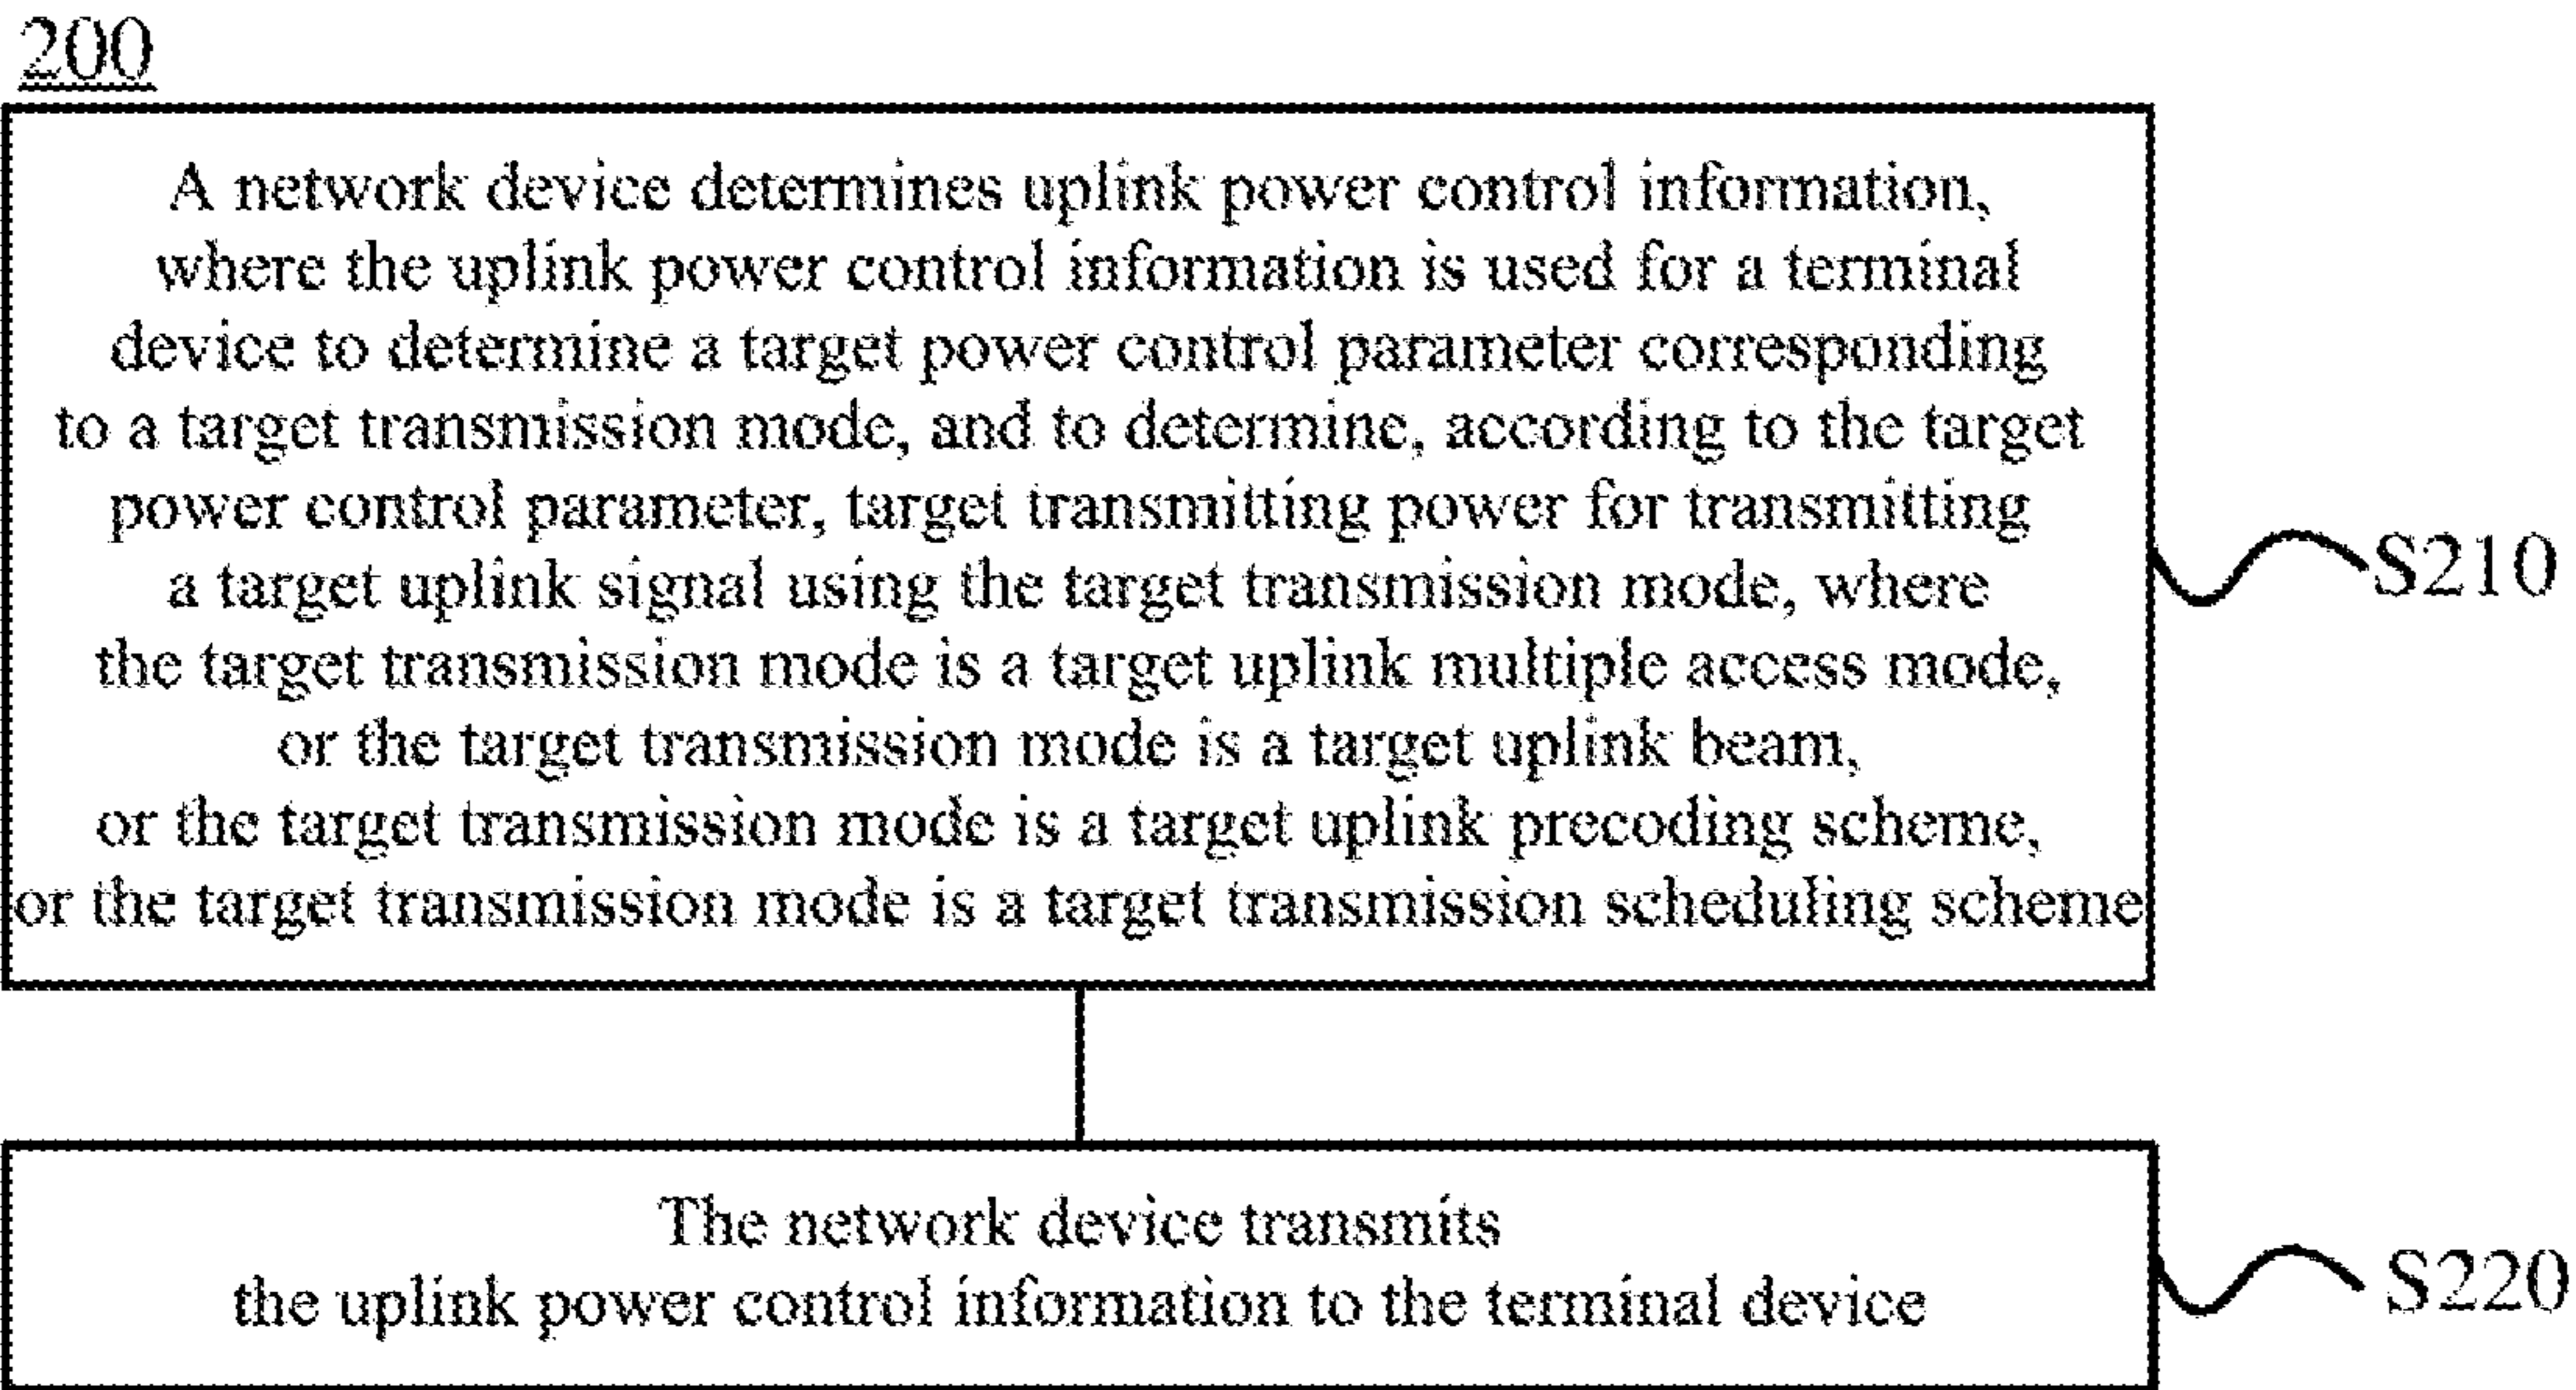 200
A network device determines uplink power control information,
where the uplink power control information is used for a terminal
device to determine a target power control parameter corresponding
to a target transmission mode, and to determine, according to the target
power control parameter, target transmitting power for transmitting
a target uplink signal using the target transmission mode, where
the target transmission mode is a target uplink multiple access mode,
or the target transmission mode is a target uplink beam,
or the target transmission mode is a target uplink precoding scheme,
or the target transmission mode is a target transmission scheduling scheme
S210
The network device transmits
the uplink power control information to the terminal device
S220